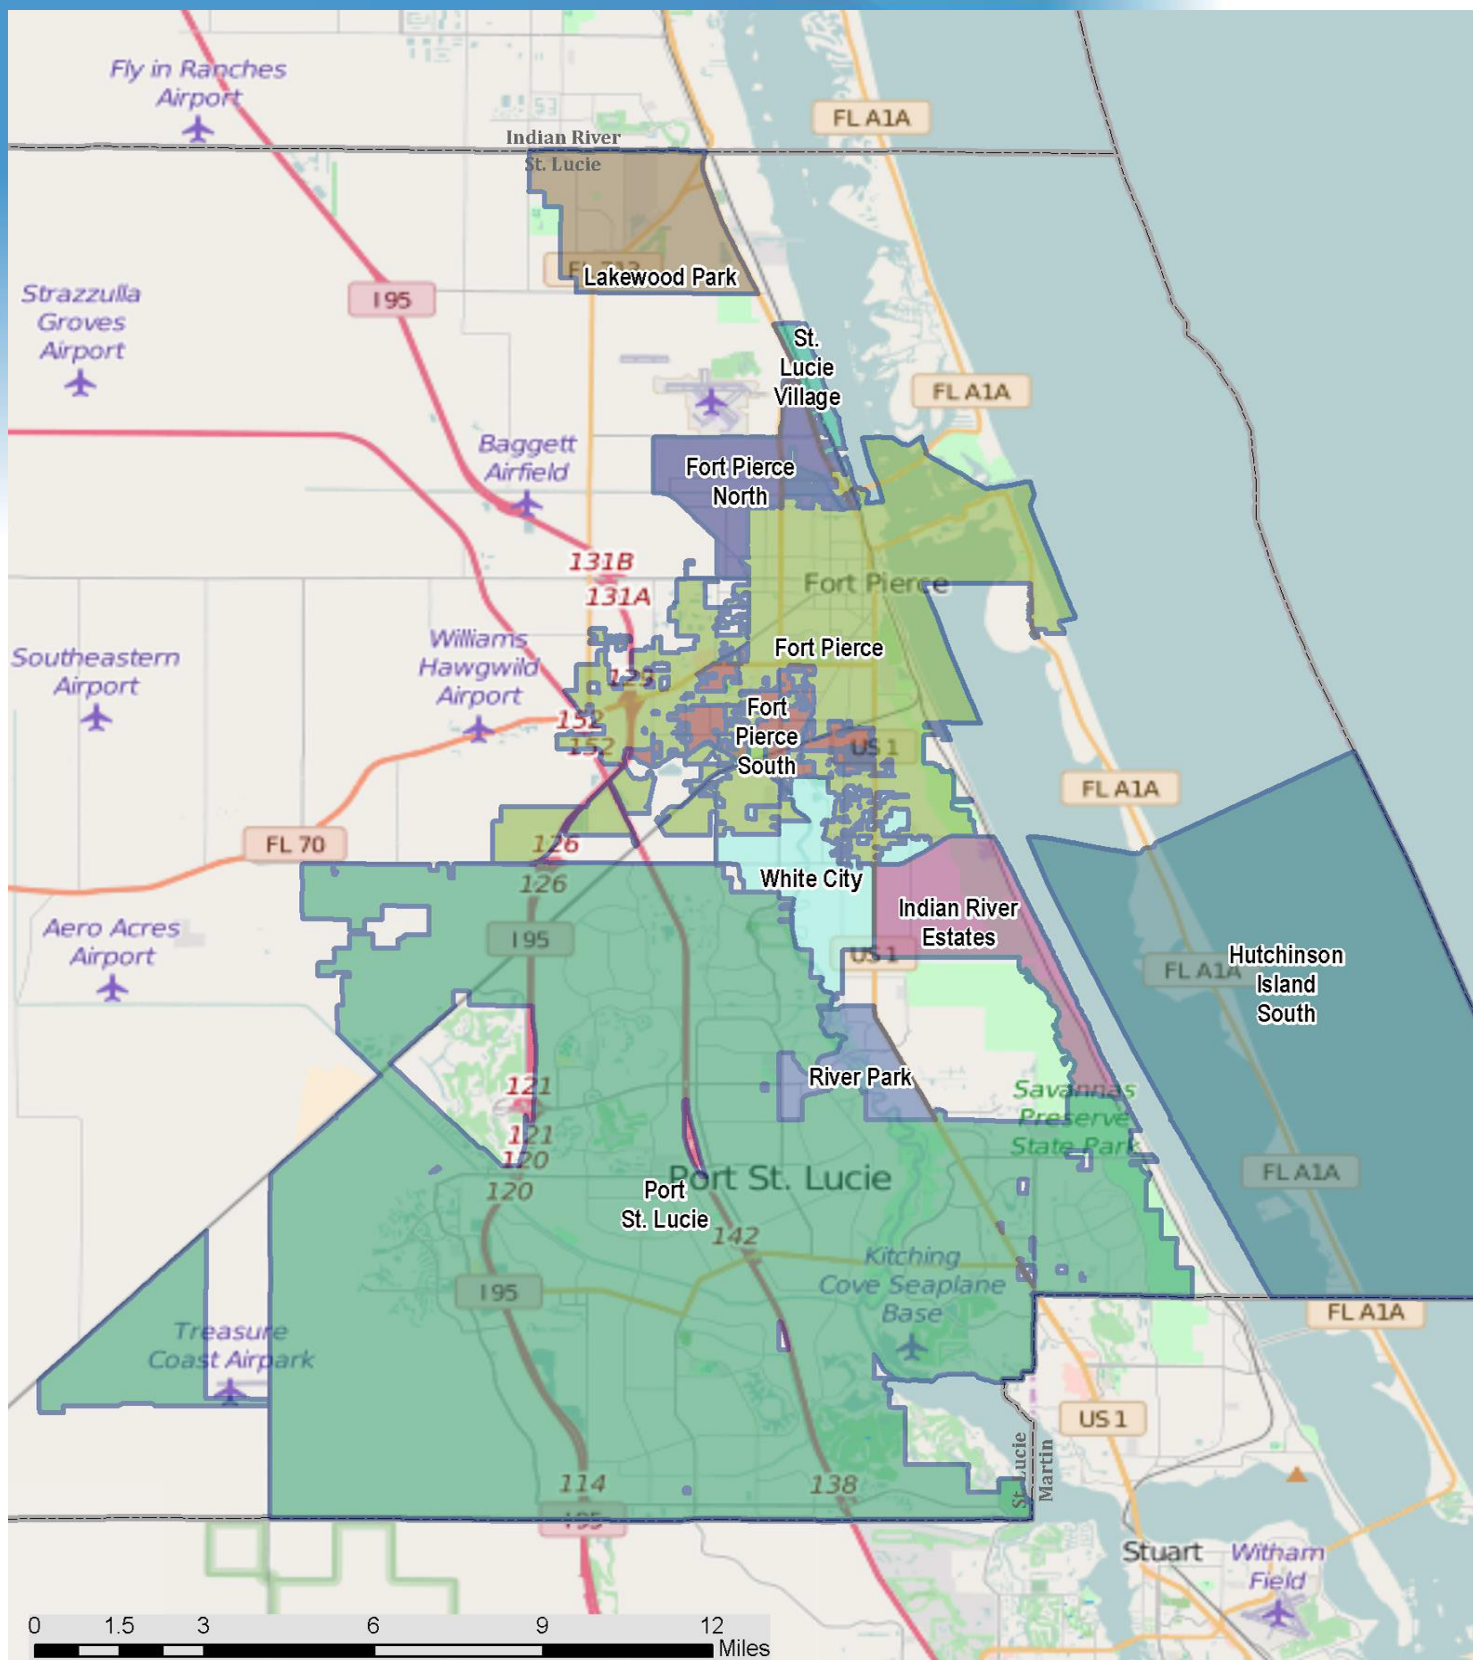 Fly in Ranches
Airport
FL A1A
Indian River
St. Lucie
Lakewood Park
I 95
Strazzulla
Groves
Airport
St.
Lucie
Village
FL A1A
Baggett
Airfield
Fort Pierce
North
131B
131A
Fort Pierce
Williams
Hawgwild
Airport
Southeastern
Airport
Fort Pierce
129
152
152
Fort
Pierce
South
US 1
FL A1A
FL 70
126
126
White City
Indian River
Estates
I 95
US 1
Aero Acres
Airport
FL A1A
Hutchinson
Island
South
River Park
121
121
120
120
Savannas
Preserve
State Park
FL A1A
Port St. Lucie
Port
St. Lucie
142
Kitching
Cove Seaplane
Base
I 95
Treasure
Coast Airpark
FL A1A
US 1
St. Lucie
Martin
114
138
I 95
Stuart
Witham
Field
0 1.5 3 6 9 12
Miles